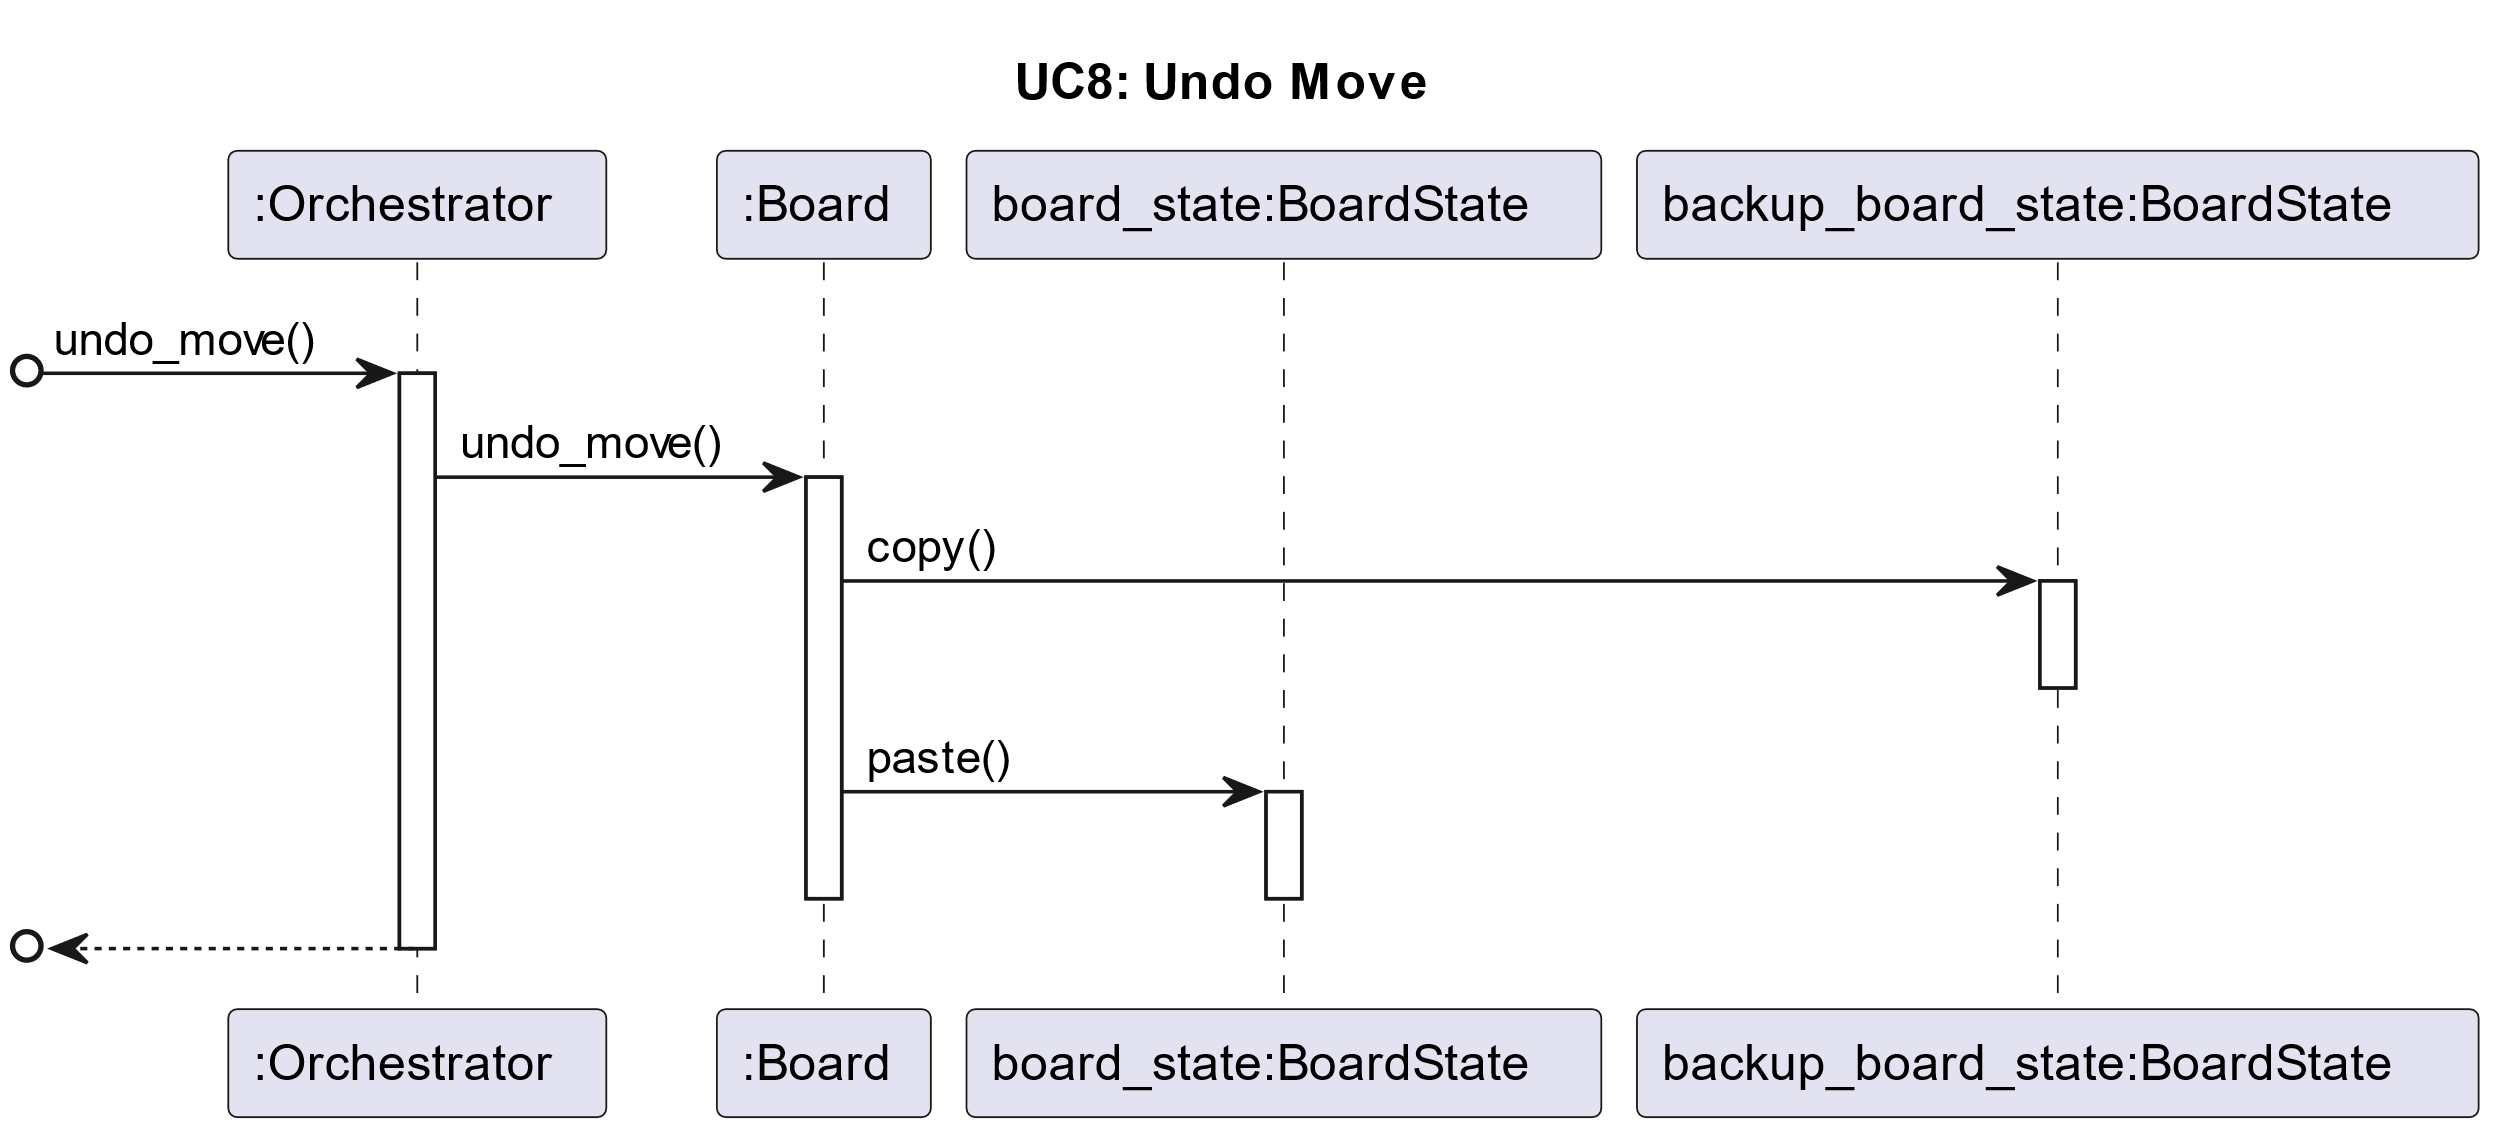 UC8: Undo Move
:Orchestrator
:Board
board_state:BoardState
backup_board_state:BoardState
undo_move()
undo_move()
copy()
paste()
:Orchestrator
:Board
board_state:BoardState
backup_board_state:BoardState